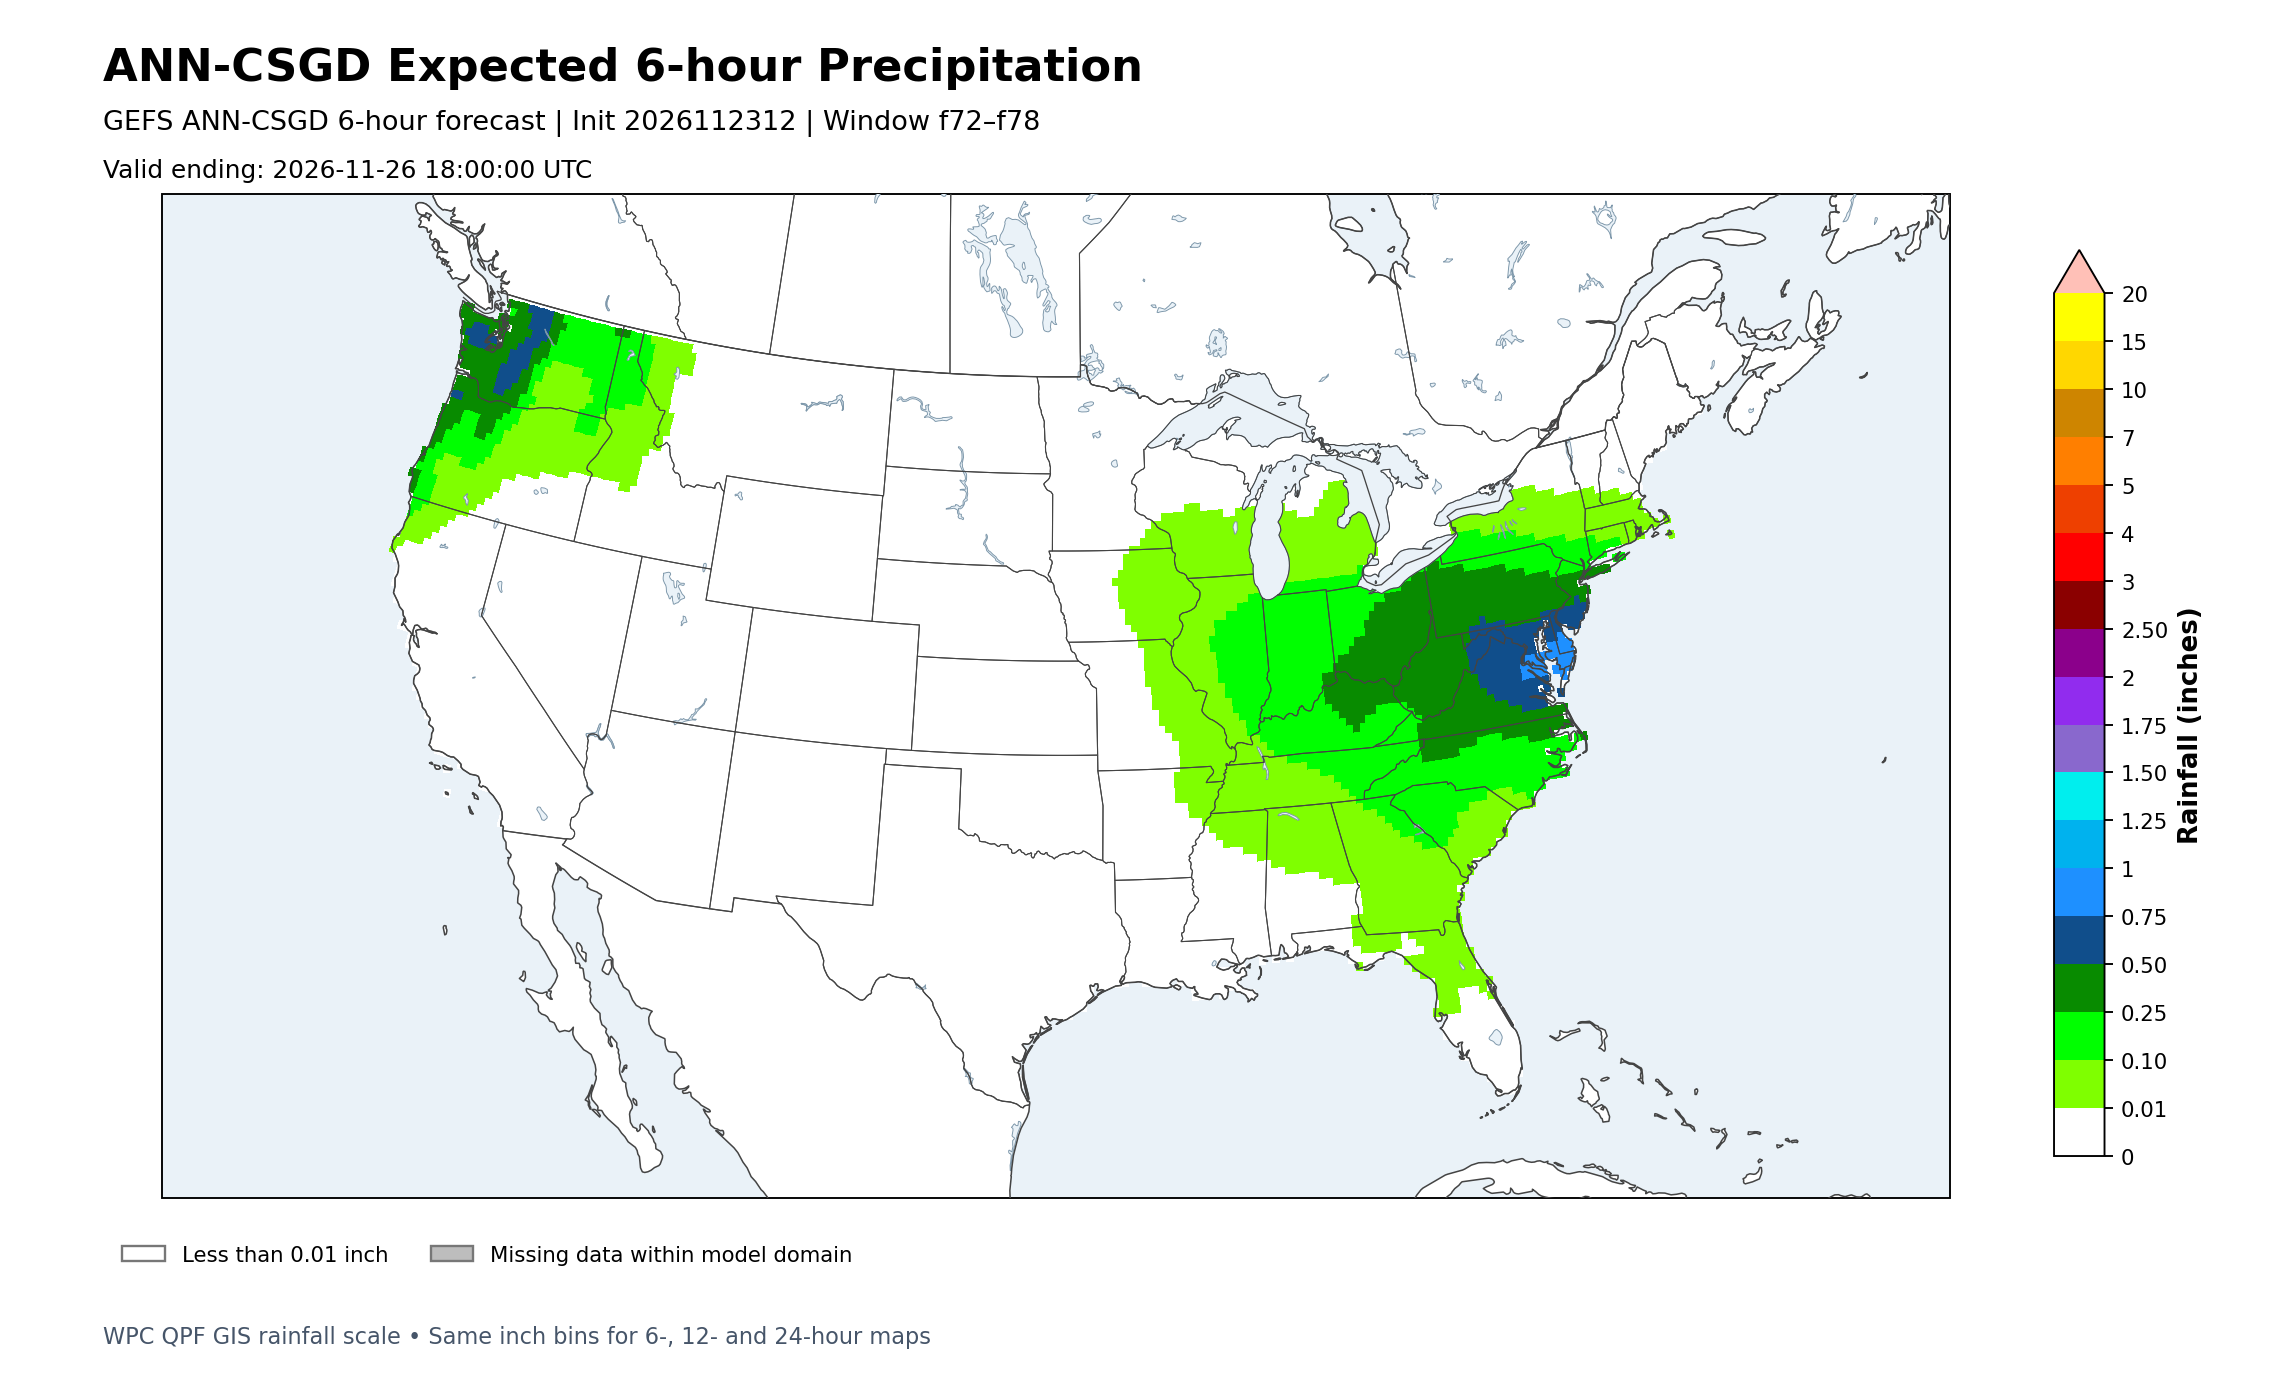 ANN-CSGD Expected 6-hour Precipitation
GEFS ANN-CSGD 6-hour forecast | Init 2026112312 | Window f72–f78
Valid ending: 2026-11-26 18:00:00 UTC
20
15
10
7
5
4
3
2.50
2
1.75
1.50
1.25
1
0.75
0.50
0.25
0.10
0.01
0
Rainfall (inches)
Less than 0.01 inch
Missing data within model domain
WPC QPF GIS rainfall scale • Same inch bins for 6-, 12- and 24-hour maps